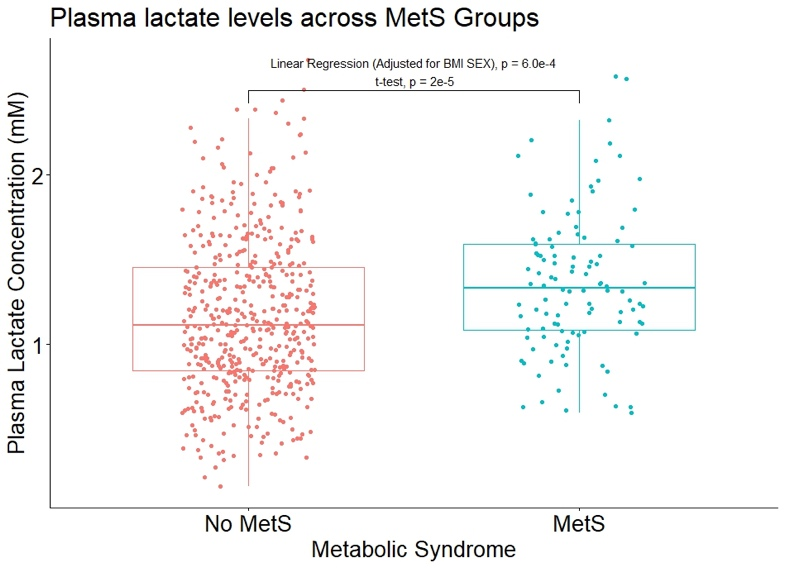 Plasma lactate levels across MetS Groups
Linear Regression (Adjusted for BMI SEX), p = 6.0e-4
t-test, p = 2e-5
Plasma Lactate Concentration (mM)
2
1
No MetS
MetS
Metabolic Syndrome